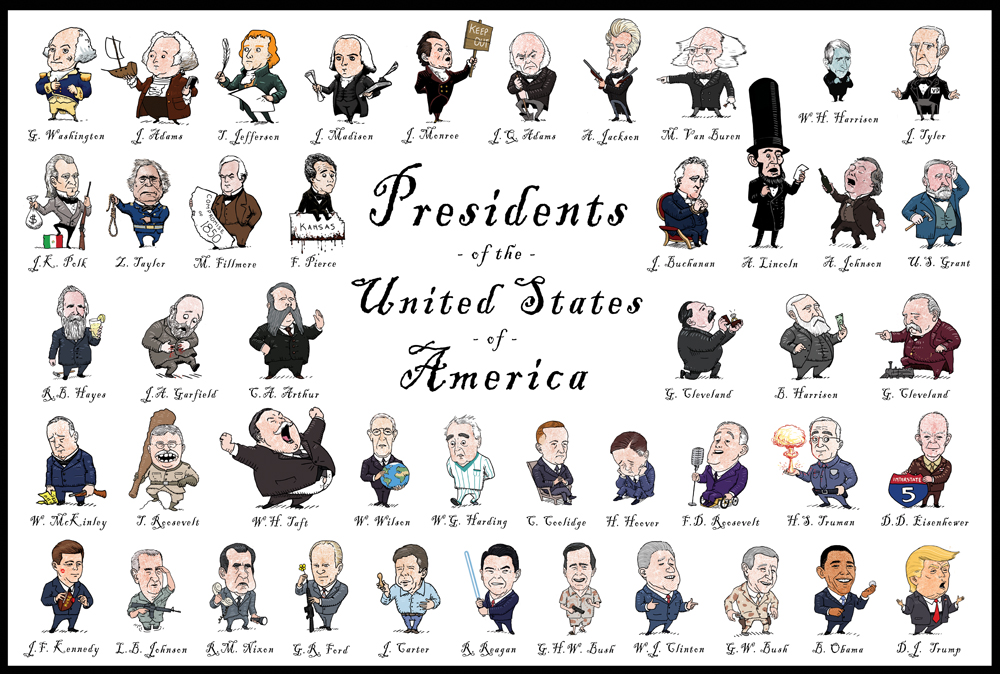 KEEP
OUT
G. Washington
J. Adams
T. Jefferson
J. Madison
J. Monroe
J. Q. Adams
A. Jackson
M. Van Buren
W. H. Harrison
VP
J. Tyler
$
COMPROMISE
1850
KANSAS
J. K. Polk
Z. Taylor
M. Fillmore
F. Pierce
Presidents
- of the -
United States
- of -
America
J. Buchanan
A. Lincoln
A. Johnson
U. S. Grant
R. B. Hayes
J. A. Garfield
C. A. Arthur
G. Cleveland
B. Harrison
G. Cleveland
INTERSTATE
5
W. McKinley
T. Roosevelt
W. H. Taft
W. Wilson
W. G. Harding
C. Coolidge
H. Hoover
F. D. Roosevelt
H. S. Truman
D. D. Eisenhower
J. F. Kennedy
L. B. Johnson
R. M. Nixon
G. R. Ford
J. Carter
R. Reagan
G. H. W. Bush
W. J. Clinton
G. W. Bush
B. Obama
D. J. Trump